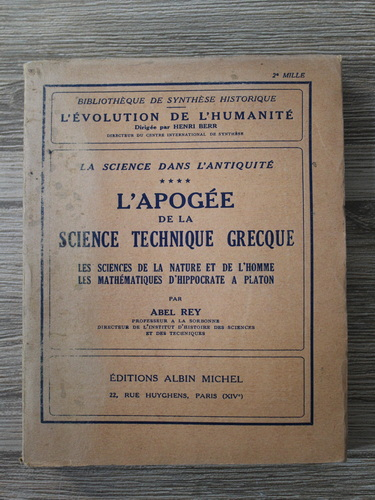 2e MILLE
BIBLIOTHÈQUE DE SYNTHÈSE HISTORIQUE
L'ÉVOLUTION DE L'HUMANITÉ
Dirigée par HENRI BERR
DIRECTEUR DU CENTRE INTERNATIONAL DE SYNTHÈSE
LA SCIENCE DANS L'ANTIQUITÉ
★★★★
L'APOGÉE
DE LA
SCIENCE TECHNIQUE GRECQUE
LES SCIENCES DE LA NATURE ET DE L'HOMME
LES MATHÉMATIQUES D'HIPPOCRATE A PLATON
PAR
ABEL REY
PROFESSEUR A LA SORBONNE
DIRECTEUR DE L'INSTITUT D'HISTOIRE DES SCIENCES
ET DES TECHNIQUES
ÉDITIONS ALBIN MICHEL
22, RUE HUYGHENS, PARIS (XIVe)